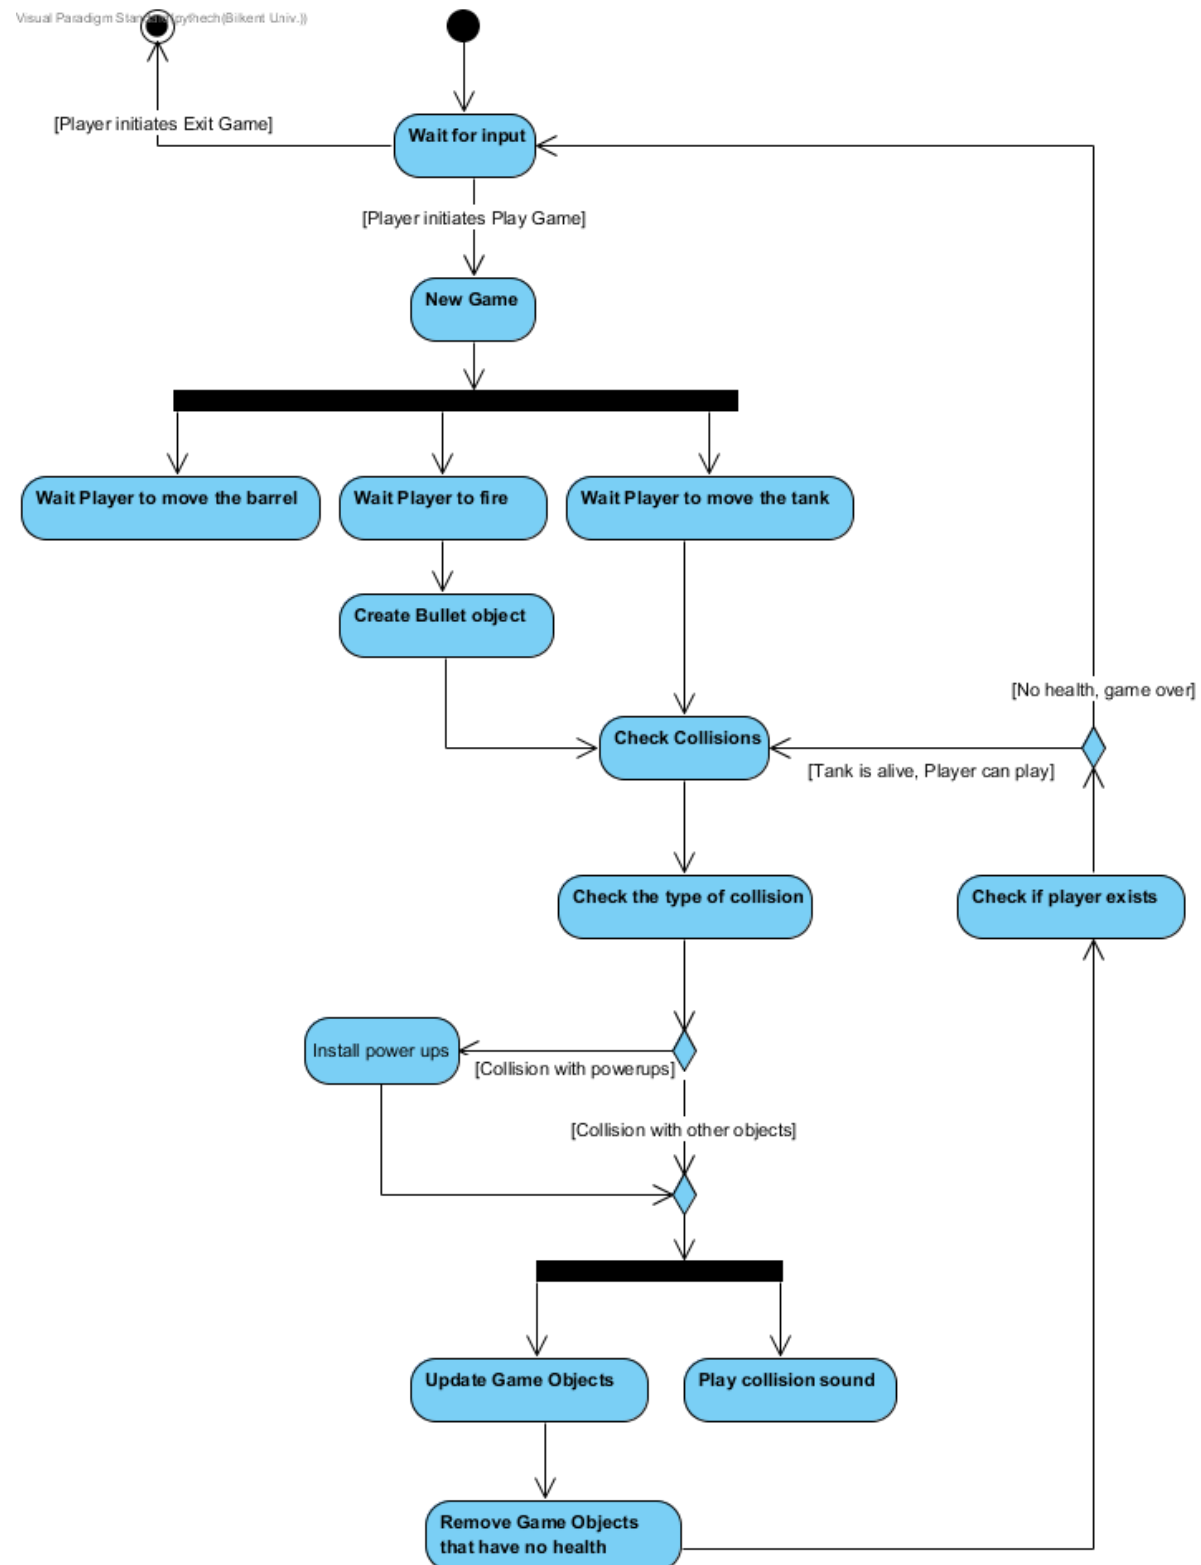 Visual Paradigm Standard(pythech(Bilkent Univ.))
[Player initiates Exit Game]
Wait for input
[Player initiates Play Game]
New Game
Wait Player to move the barrel
Wait Player to fire
Wait Player to move the tank
Create Bullet object
[No health, game over]
Check Collisions
[Tank is alive, Player can play]
Check the type of collision
Check if player exists
Install power ups
[Collision with powerups]
[Collision with other objects]
Update Game Objects
Play collision sound
Remove Game Objects
that have no health